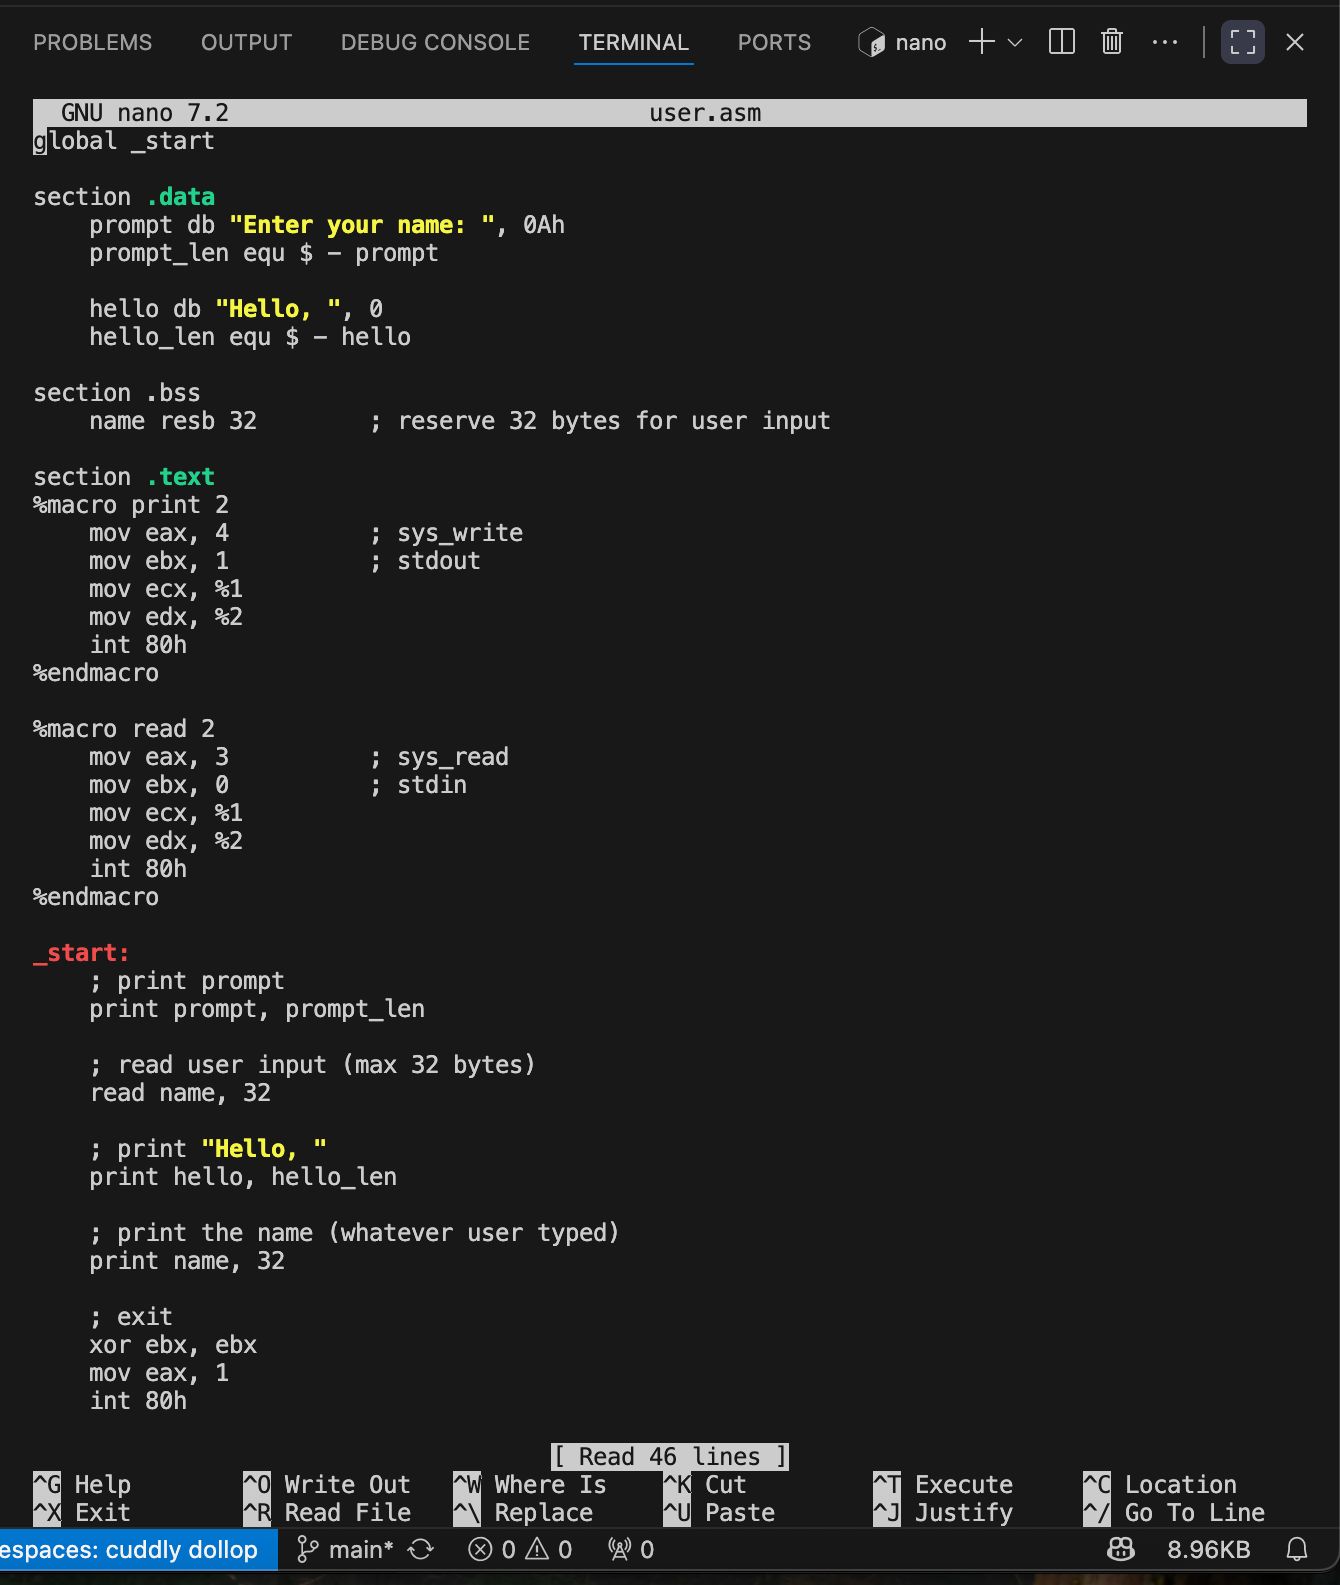 PROBLEMS OUTPUT DEBUG CONSOLE TERMINAL PORTS nano
GNU nano 7.2 user.asm
global _start
section .data
prompt db "Enter your name: ", 0Ah
prompt_len equ $ - prompt
hello db "Hello, ", 0
hello_len equ $ - hello
section .bss
name resb 32 ; reserve 32 bytes for user input
section .text
%macro print 2
mov eax, 4 ; sys_write
mov ebx, 1 ; stdout
mov ecx, %1
mov edx, %2
int 80h
%endmacro
%macro read 2
mov eax, 3 ; sys_read
mov ebx, 0 ; stdin
mov ecx, %1
mov edx, %2
int 80h
%endmacro
_start:
; print prompt
print prompt, prompt_len
; read user input (max 32 bytes)
read name, 32
; print "Hello, "
print hello, hello_len
; print the name (whatever user typed)
print name, 32
; exit
xor ebx, ebx
mov eax, 1
int 80h
[ Read 46 lines ]
^G Help ^O Write Out ^W Where Is ^K Cut ^T Execute ^C Location
^X Exit ^R Read File ^\ Replace ^U Paste ^J Justify ^/ Go To Line
espaces: cuddly dollop main* 0 0 0 8.96KB